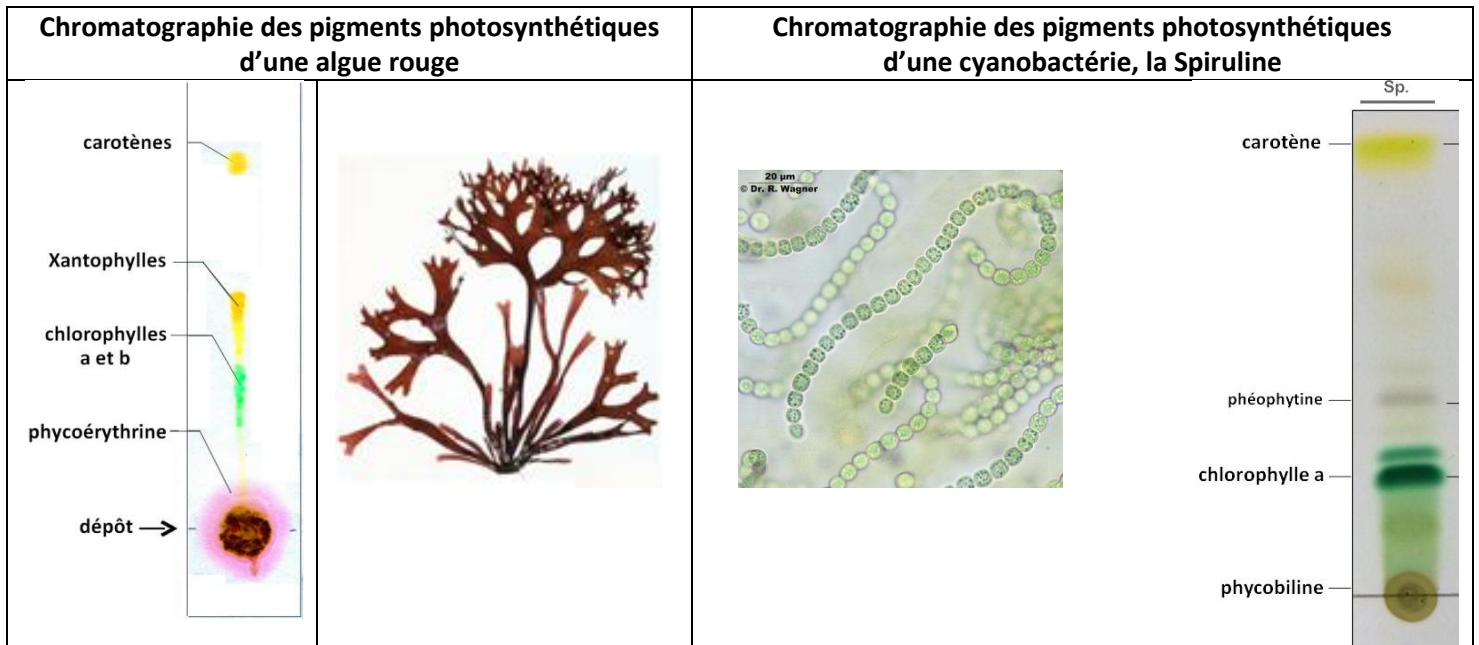 Chromatographie des pigments photosynthétiques
d’une algue rouge
Chromatographie des pigments photosynthétiques
d’une cyanobactérie, la Spiruline
carotènes
Xantophylles
chlorophylles
a et b
phycoérythrine
dépôt
20 µm
© Dr. R. Wagner
Sp.
carotène
phéophytine
chlorophylle a
phycobiline